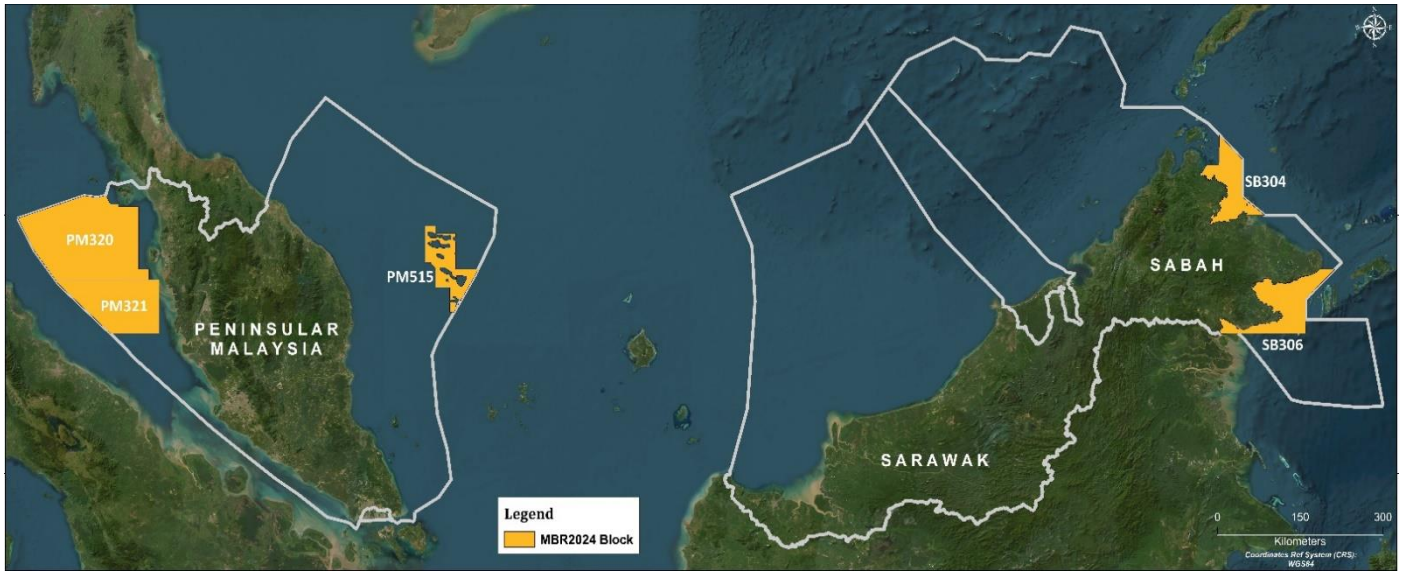 PM320
PM321
PENINSULAR
MALAYSIA
PM515
SB304
SABAH
SB306
SARAWAK
Legend
MBR2024 Block
0 150 300
Kilometers
Coordinates Ref System (CRS):
WGS84